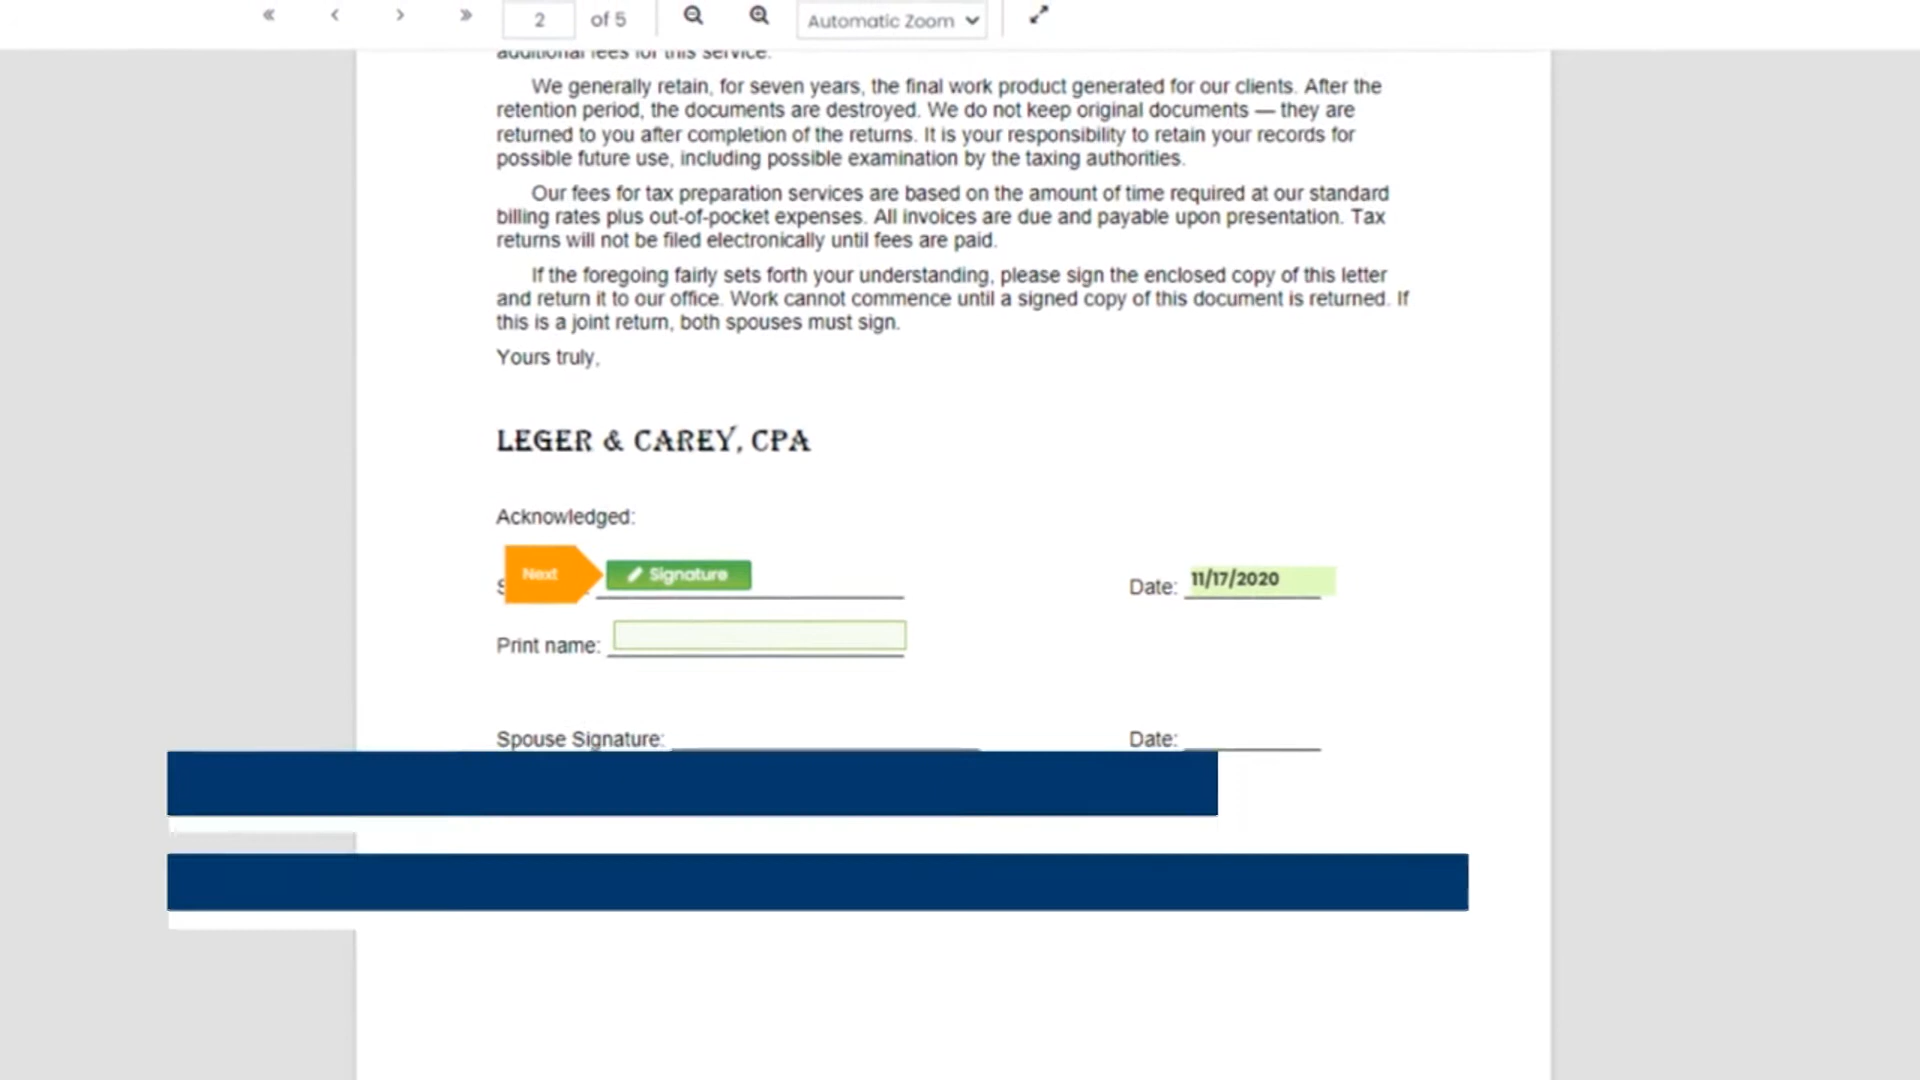 2 of 5 Automatic Zoom
additional fees for this service.
We generally retain, for seven years, the final work product generated for our clients. After the
retention period, the documents are destroyed. We do not keep original documents — they are
returned to you after completion of the returns. It is your responsibility to retain your records for
possible future use, including possible examination by the taxing authorities.
Our fees for tax preparation services are based on the amount of time required at our standard
billing rates plus out-of-pocket expenses. All invoices are due and payable upon presentation. Tax
returns will not be filed electronically until fees are paid.
If the foregoing fairly sets forth your understanding, please sign the enclosed copy of this letter
and return it to our office. Work cannot commence until a signed copy of this document is returned. If
this is a joint return, both spouses must sign.
Yours truly,
LEGER & CAREY, CPA
Acknowledged:
Next Signature Date: 11/17/2020
Print name:
Spouse Signature: Date: